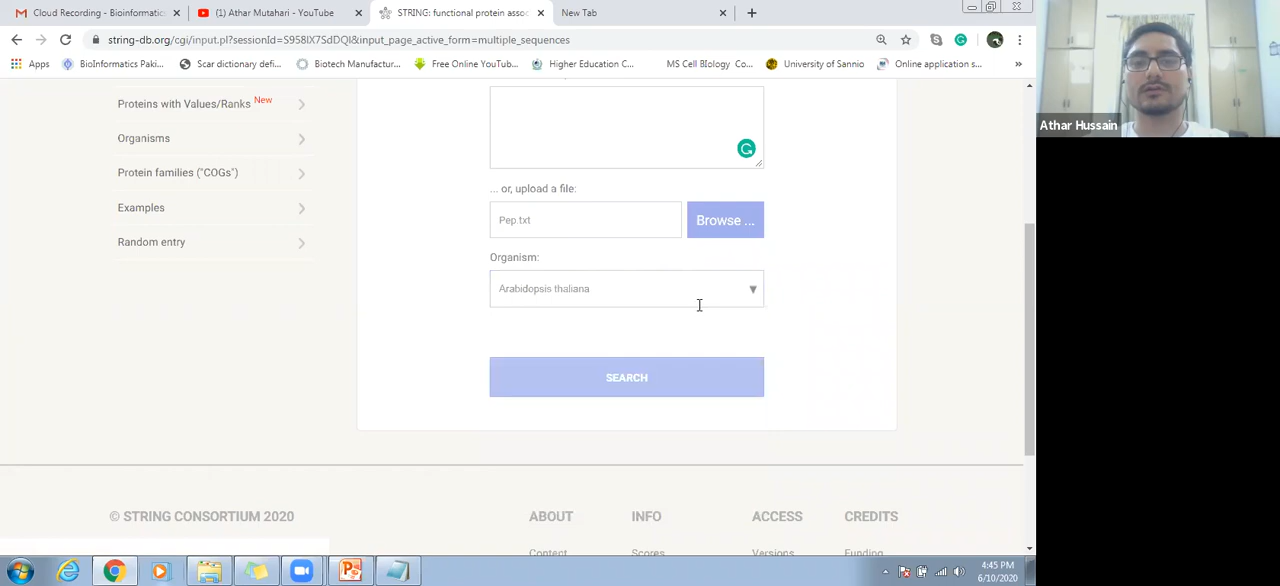 Cloud Recording - Bioinformatic
(1) Athar Mutahari - YouTube
STRING: functional protein assoc
New Tab
string-db.org/cgi/input.pl?sessionId=S958IX7SdDQI&input_page_active_form=multiple_sequences
Apps
BioInformatics Paki...
Scar dictionary defi...
Biotech Manufactur...
Free Online YouTub...
Higher Education C...
MS Cell BIology Co...
University of Sannio
Online application s...
»
Athar Hussain
Proteins with Values/Ranks New
Organisms
Protein families ("COGs")
Examples
Random entry
... or, upload a file:
Pep.txt
Browse ...
Organism:
Arabidopsis thaliana
SEARCH
© STRING CONSORTIUM 2020
ABOUT
INFO
ACCESS
CREDITS
Content
Scores
Versions
Funding
4:45 PM
6/10/2020